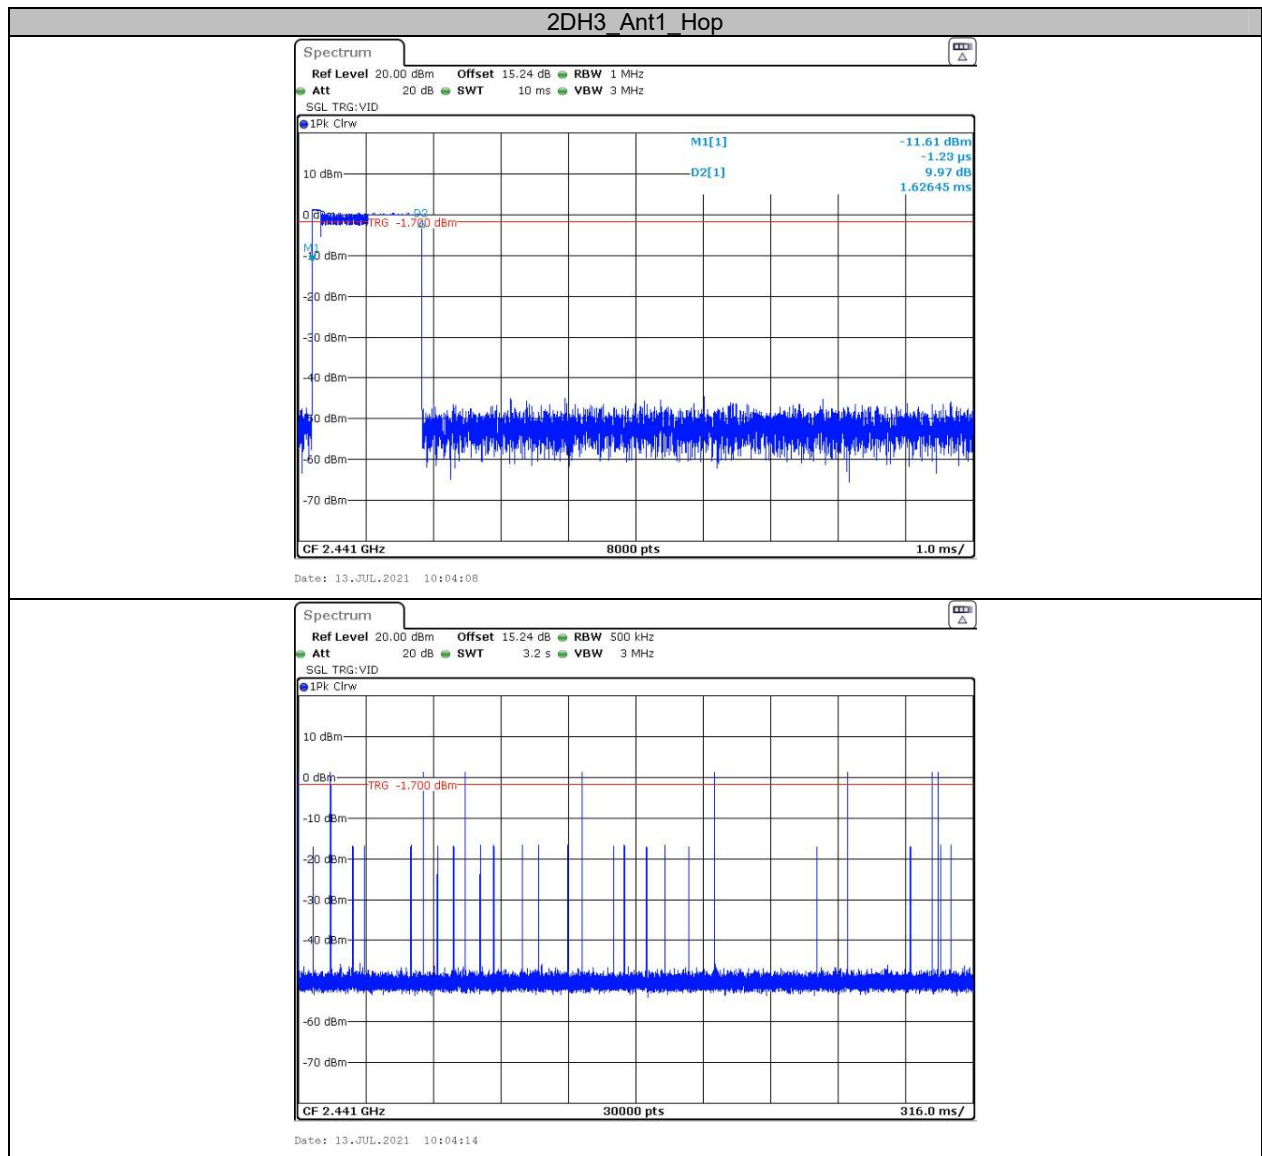 2DH3_Ant1_Hop
Spectrum
Ref Level 20.00 dBm Offset 15.24 dB RBW 1 MHz
Att 20 dB SWT 10 ms VBW 3 MHz
SGL TRG:VID
1Pk Clrw
M1[1] -11.61 dBm
-1.23 µs
10 dBm D2[1] 9.97 dB
1.62645 ms
0 dBm D2
TRG -1.700 dBm
M1
-10 dBm
-20 dBm
-30 dBm
-40 dBm
-50 dBm
-60 dBm
-70 dBm
CF 2.441 GHz 8000 pts 1.0 ms/
Date: 13.JUL.2021 10:04:08
Spectrum
Ref Level 20.00 dBm Offset 15.24 dB RBW 500 kHz
Att 20 dB SWT 3.2 s VBW 3 MHz
SGL TRG:VID
1Pk Clrw
10 dBm
0 dBm
TRG -1.700 dBm
-10 dBm
-20 dBm
-30 dBm
-40 dBm
-60 dBm
-70 dBm
CF 2.441 GHz 30000 pts 316.0 ms/
Date: 13.JUL.2021 10:04:14